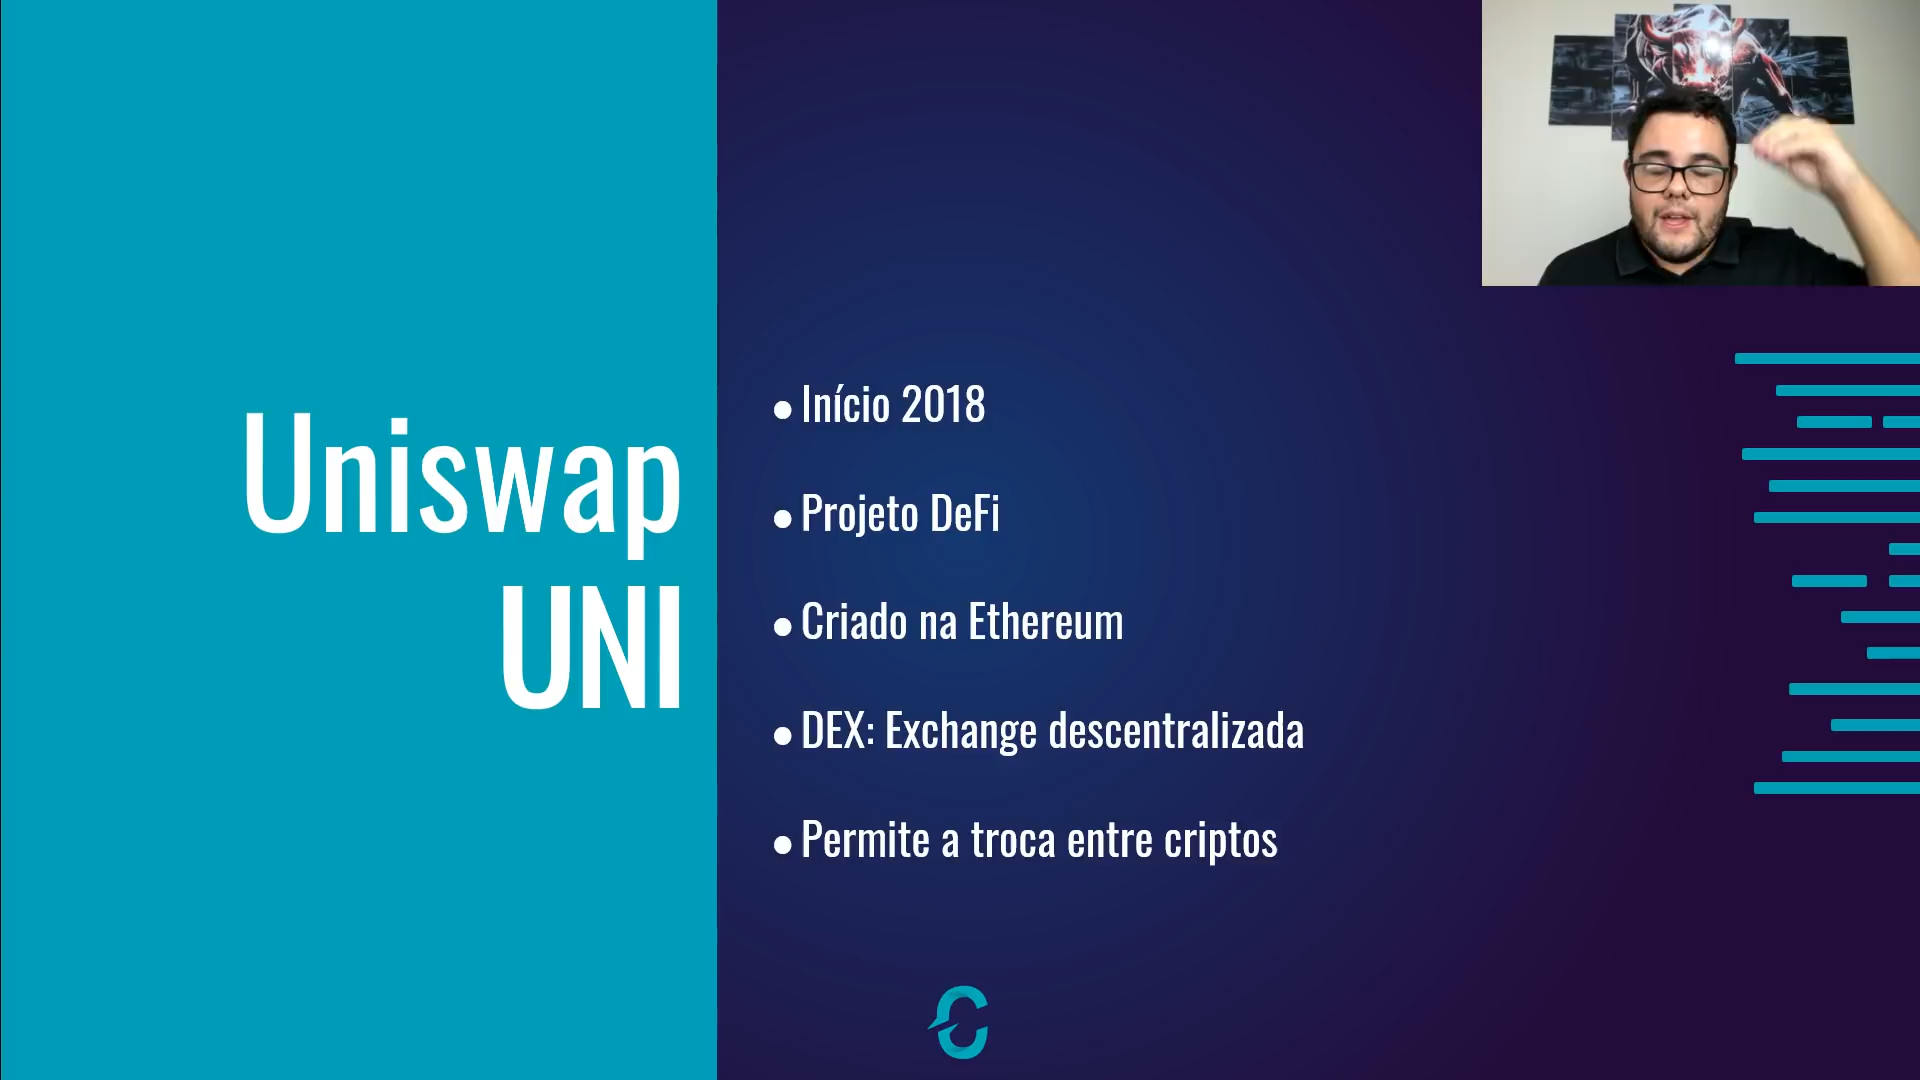 Uniswap
UNI
• Início 2018
• Projeto DeFi
• Criado na Ethereum
• DEX: Exchange descentralizada
• Permite a troca entre criptos